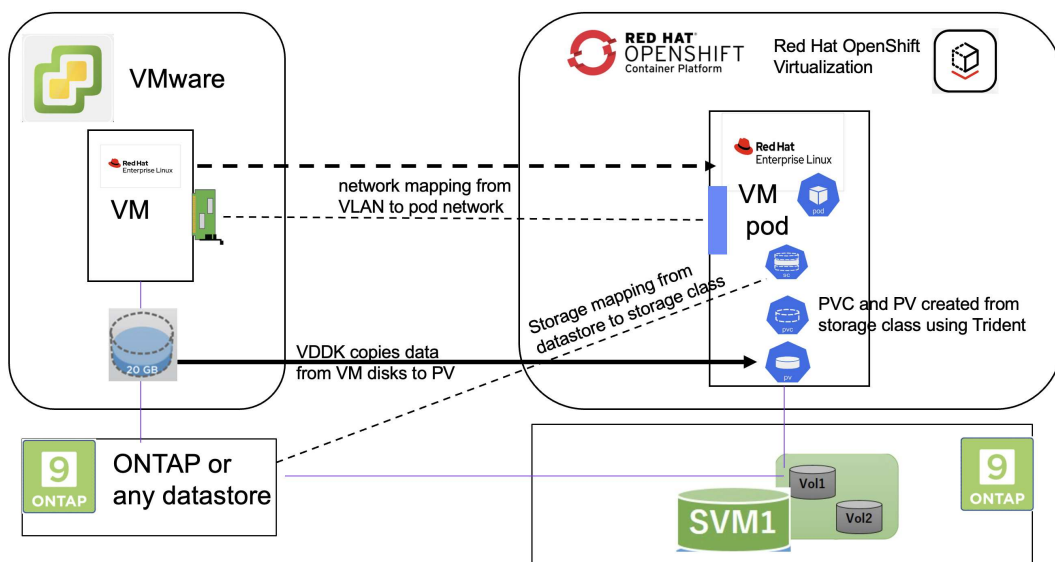 VMware
RED HAT®
OPENSHIFT
Container Platform
Red Hat OpenShift
Virtualization
Red Hat
Enterprise Linux
VM
Red Hat
Enterprise Linux
VM
pod
pod
network mapping from
VLAN to pod network
sc
Storage mapping from
datastore to storage class
pvc
PVC and PV created from
storage class using Trident
20 GB
VDDK copies data
from VM disks to PV
pv
9
ONTAP
ONTAP or
any datastore
SVM1
Vol1
Vol2
9
ONTAP